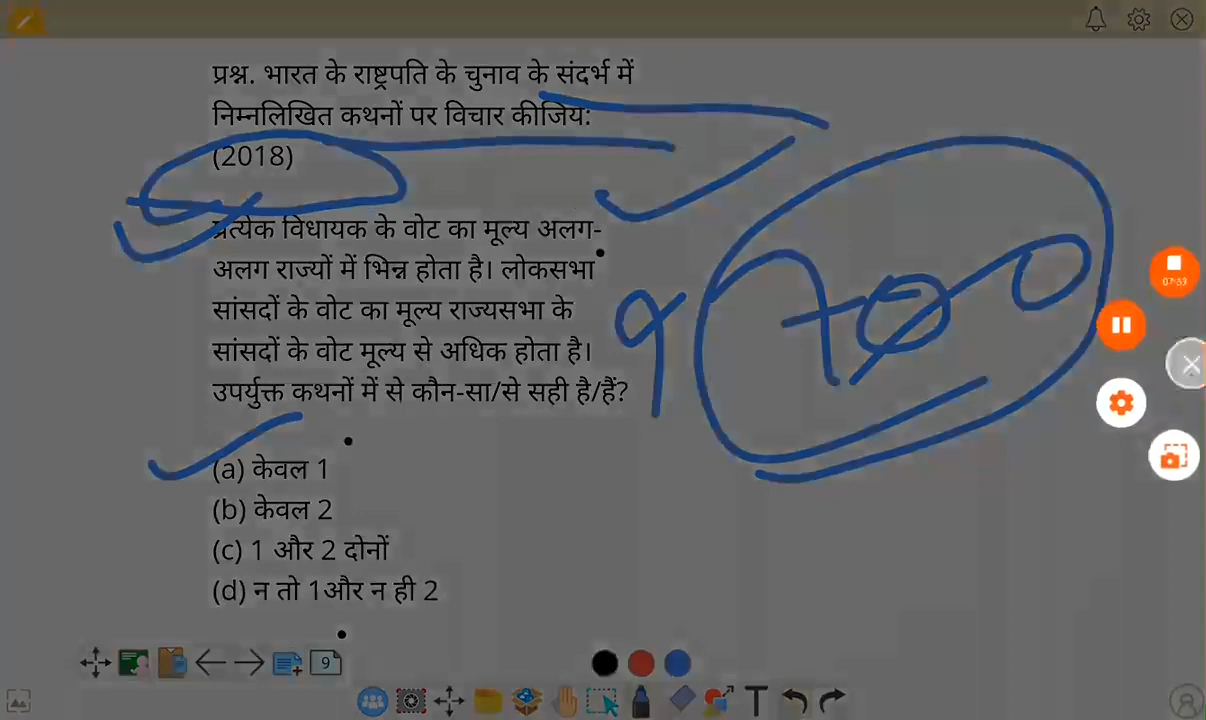 प्रश्न. भारत के राष्ट्रपति के चुनाव के संदर्भ में
निम्नलिखित कथनों पर विचार कीजिय:
(2018)
प्रत्येक विधायक के वोट का मूल्य अलग-
अलग राज्यों में भिन्न होता है। लोकसभा
सांसदों के वोट का मूल्य राज्यसभा के
सांसदों के वोट मूल्य से अधिक होता है।
उपर्युक्त कथनों में से कौन-सा/से सही है/हैं?
(a) केवल 1
(b) केवल 2
(c) 1 और 2 दोनों
(d) न तो 1और न ही 2
9